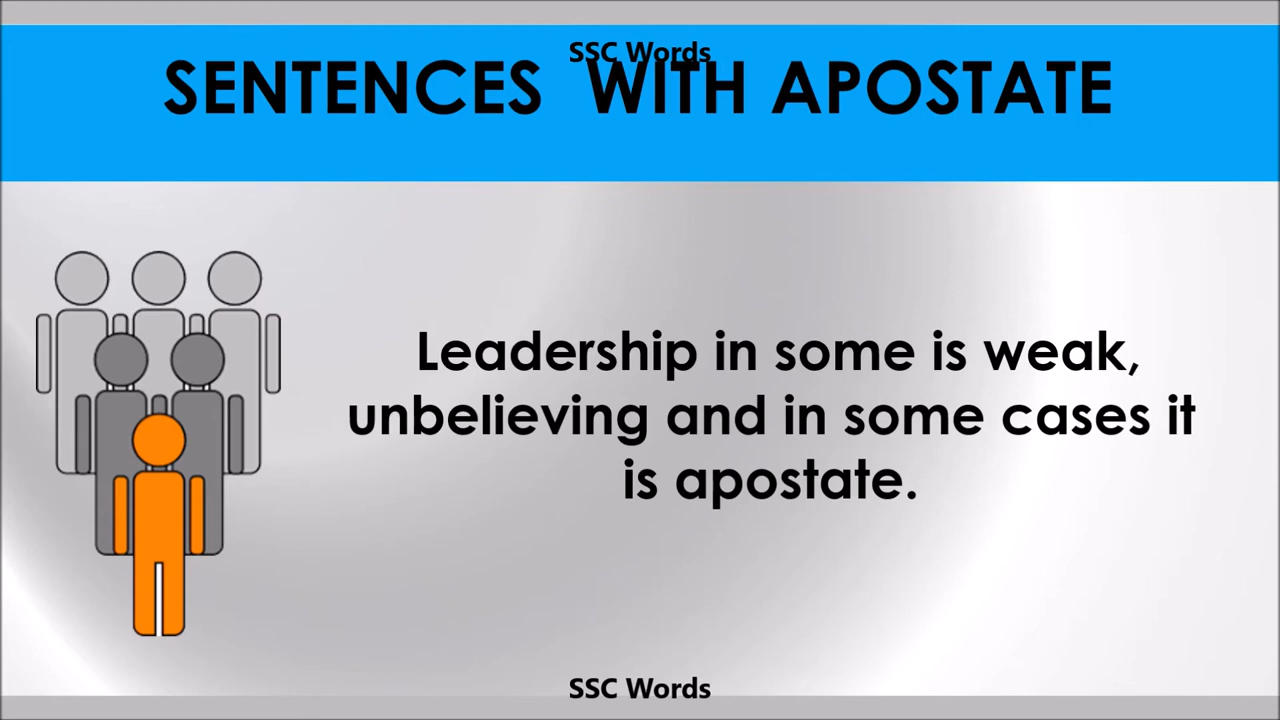 SSC Words
SENTENCES WITH APOSTATE
Leadership in some is weak,
unbelieving and in some cases it
is apostate.
SSC Words